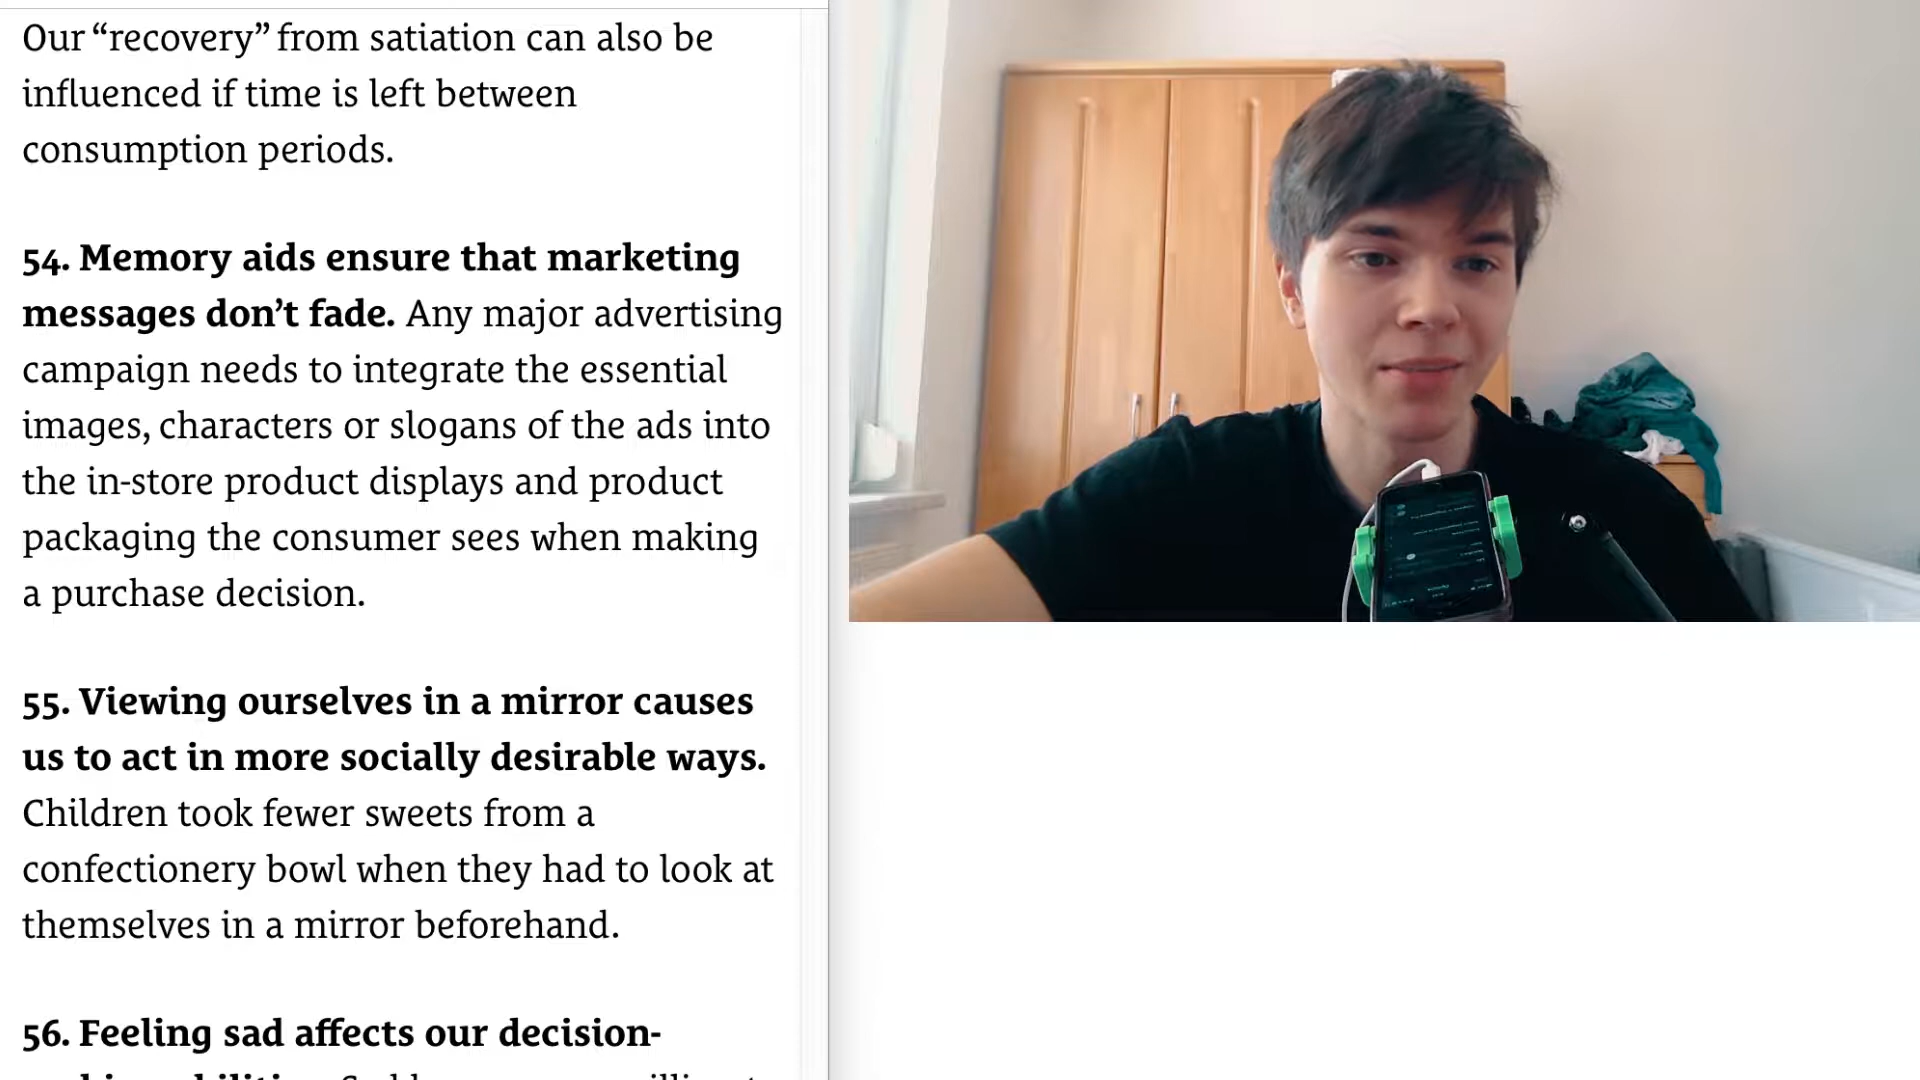 Our “recovery” from satiation can also be
influenced if time is left between
consumption periods.
54. Memory aids ensure that marketing
messages don’t fade. Any major advertising
campaign needs to integrate the essential
images, characters or slogans of the ads into
the in-store product displays and product
packaging the consumer sees when making
a purchase decision.
55. Viewing ourselves in a mirror causes
us to act in more socially desirable ways.
Children took fewer sweets from a
confectionery bowl when they had to look at
themselves in a mirror beforehand.
56. Feeling sad affects our decision-